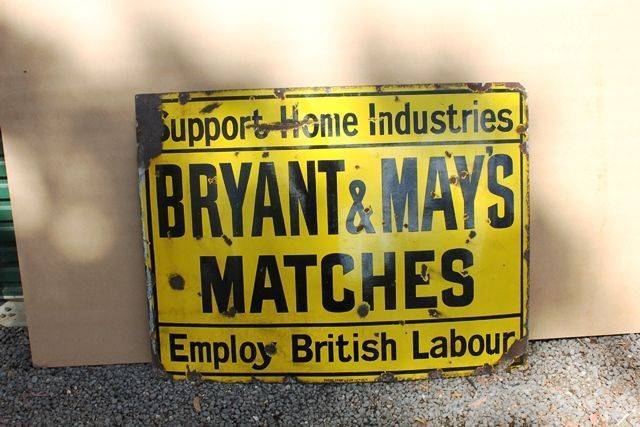 Support Home Industries
BRYANT & MAY'S
MATCHES
Employ British Labour